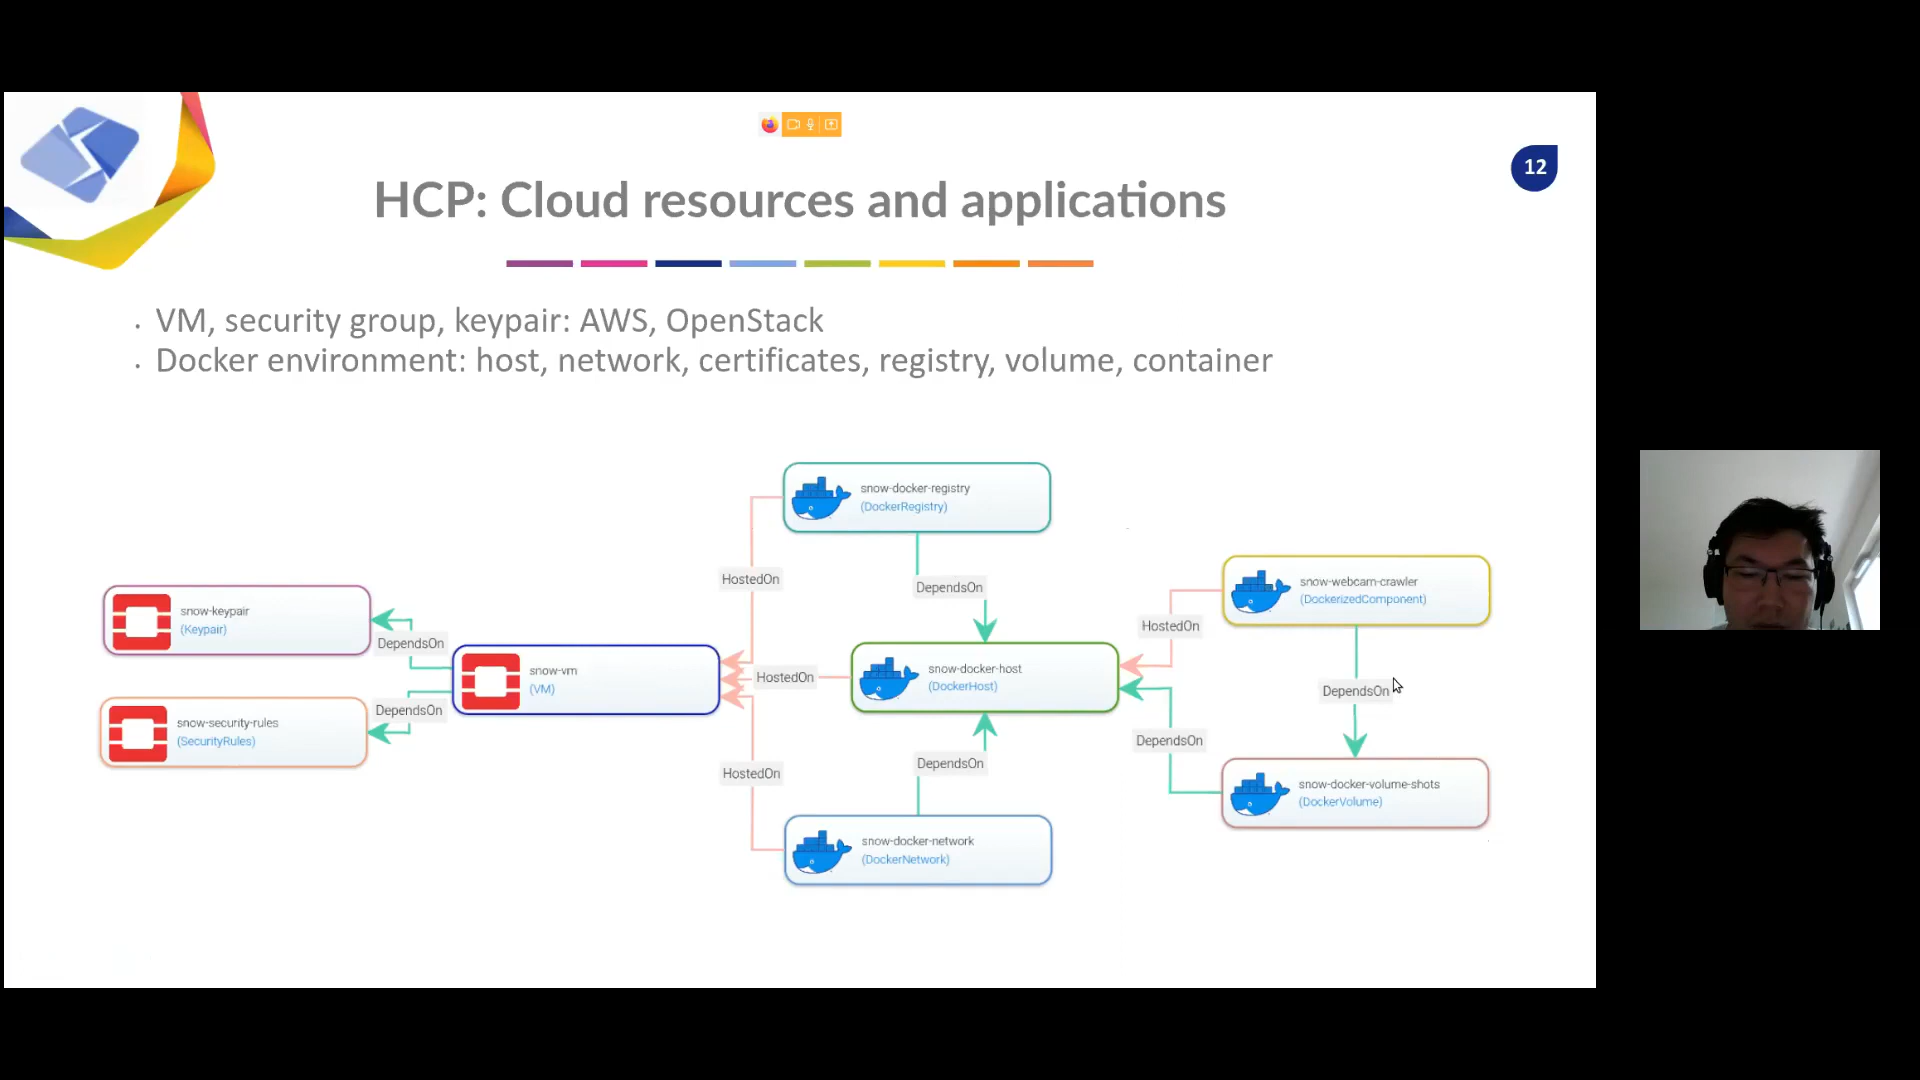 12
HCP: Cloud resources and applications
VM, security group, keypair: AWS, OpenStack
Docker environment: host, network, certificates, registry, volume, container
snow-docker-registry
(DockerRegistry)
HostedOn
DependsOn
snow-webcam-crawler
(DockerizedComponent)
snow-keypair
(Keypair)
DependsOn
HostedOn
snow-vm
(VM)
HostedOn
snow-docker-host
(DockerHost)
DependsOn
snow-security-rules
(SecurityRules)
DependsOn
HostedOn
DependsOn
DependsOn
snow-docker-volume-shots
(DockerVolume)
snow-docker-network
(DockerNetwork)